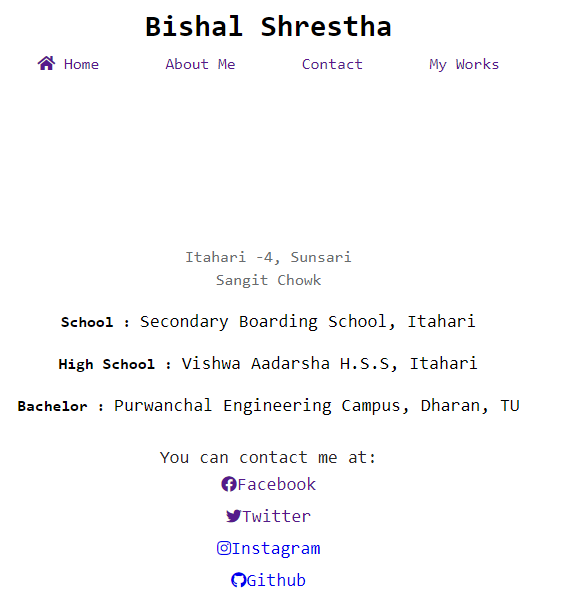 Bishal Shrestha
Home About Me Contact My Works
Itahari -4, Sunsari
Sangit Chowk
School : Secondary Boarding School, Itahari
High School : Vishwa Aadarsha H.S.S, Itahari
Bachelor : Purwanchal Engineering Campus, Dharan, TU
You can contact me at:
Facebook
Twitter
Instagram
Github